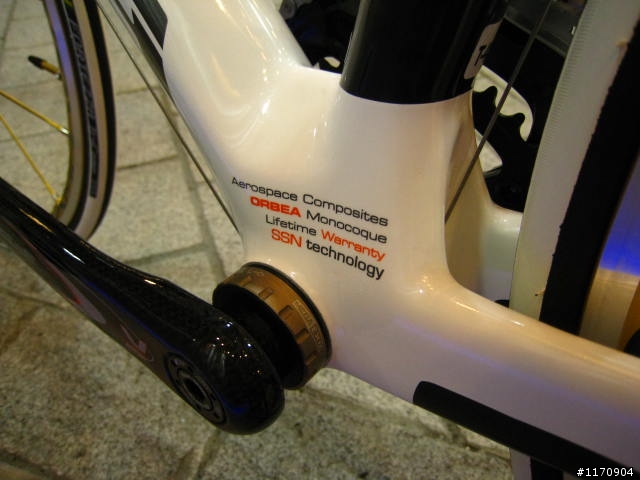 Aerospace Composites
ORBEA Monocoque
Lifetime Warranty
SSN technology
#1170904